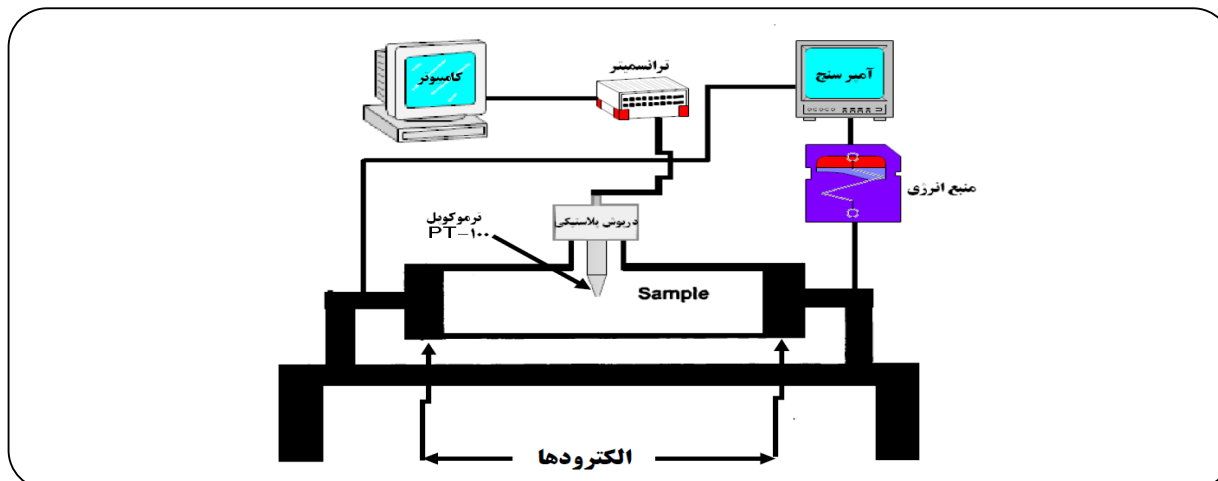 ترانسمیتر
کامپیوتر
آمپر سنج
منبع انرژی
درپوش پلاستیکی
ترموکوپل
PT-۱۰۰
Sample
الکترودها